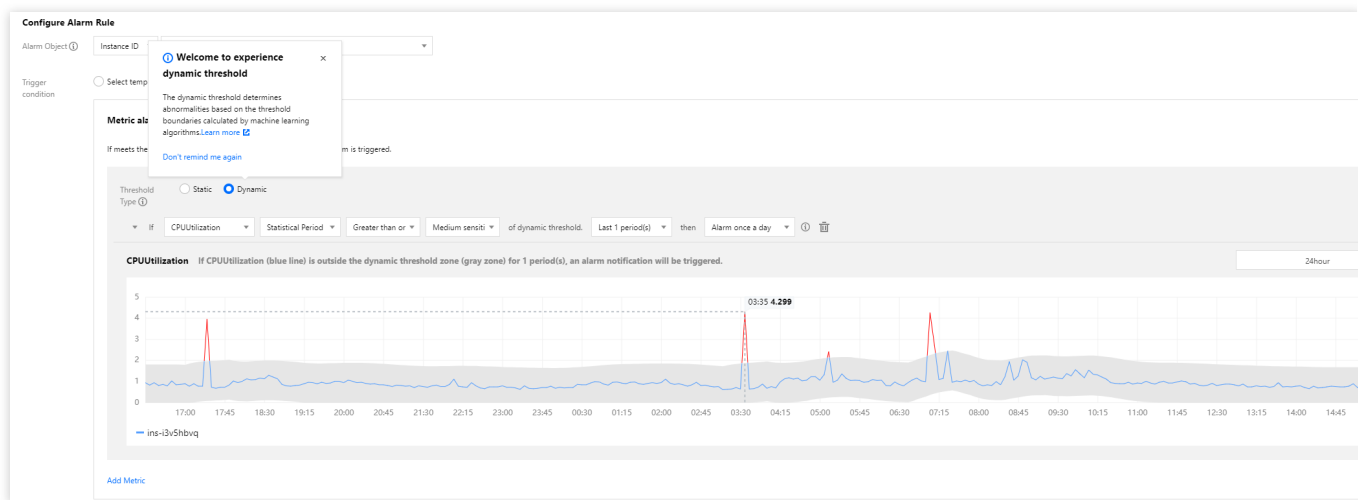 Configure Alarm Rule
Alarm Object
Instance ID
Welcome to experience
dynamic threshold
The dynamic threshold determines
abnormalities based on the threshold
boundaries calculated by machine learning
algorithms.Learn more
Don't remind me again
Trigger
condition
Select temp
Metric ala
If meets the
m is triggered.
Threshold
Type
Static
Dynamic
If CPUUtilization Statistical Period Greater than or Medium sensiti of dynamic threshold. Last 1 period(s) then Alarm once a day
CPUUtilization If CPUUtilization (blue line) is outside the dynamic threshold zone (gray zone) for 1 period(s), an alarm notification will be triggered.
24hour
03:35 4.299
5
4
3
2
1
0
17:00 17:45 18:30 19:15 20:00 20:45 21:30 22:15 23:00 23:45 00:30 01:15 02:00 02:45 03:30 04:15 05:00 05:45 06:30 07:15 08:00 08:45 09:30 10:15 11:00 11:45 12:30 13:15 14:00 14:45
ins-i3v5hbvq
Add Metric